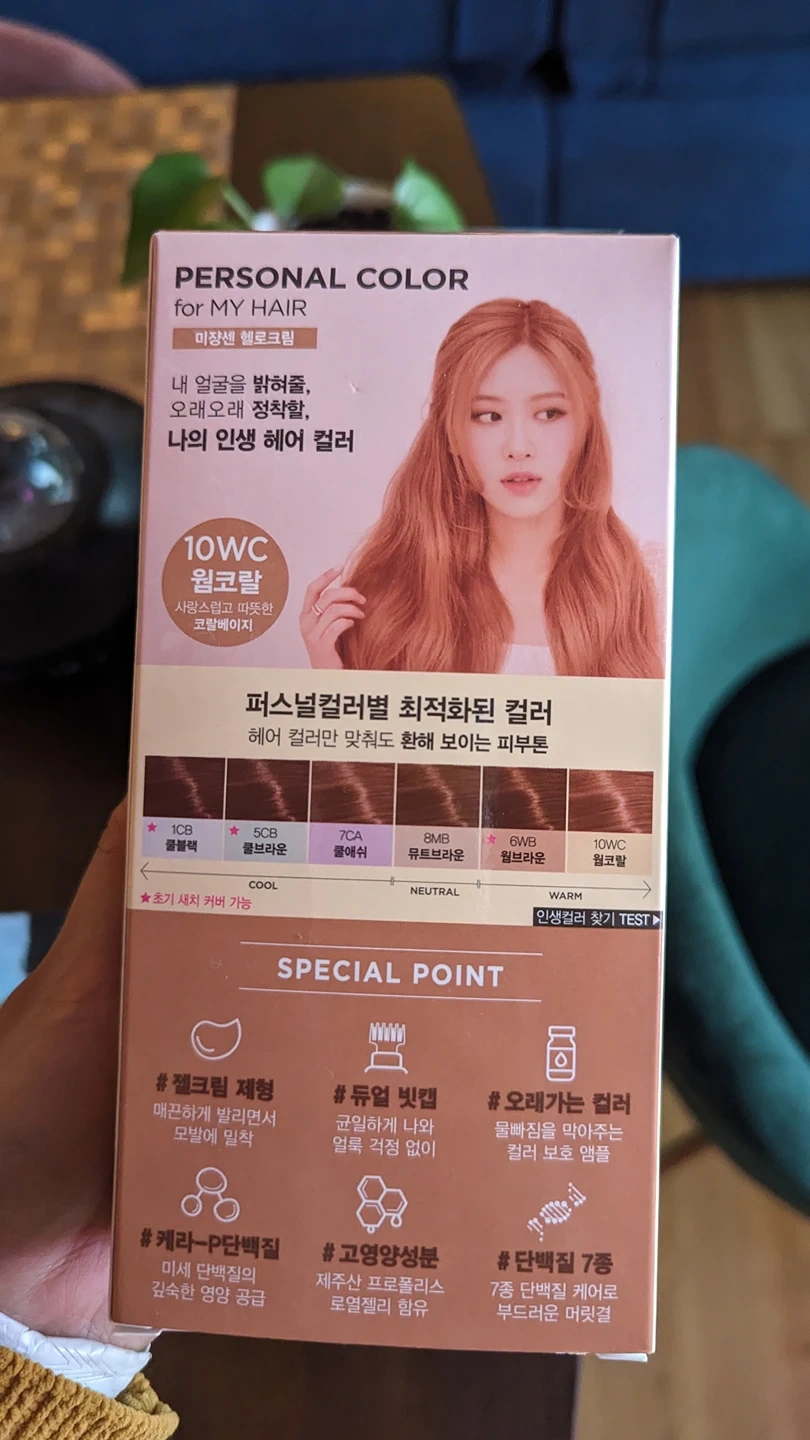 PERSONAL COLOR
for MY HAIR
미쟝센 헬로크림
내 얼굴을 밝혀줄,
오래오래 정착할,
나의 인생 헤어 컬러
10WC
웜코랄
사랑스럽고 따뜻한
코랄베이지
퍼스널컬러별 최적화된 컬러
헤어 컬러만 맞춰도 환해 보이는 피부톤
★ 1CB
쿨블랙
★ 5CB
쿨브라운
7CA
쿨애쉬
8MB
뮤트브라운
★ 6WB
웜브라운
10WC
웜코랄
COOL
NEUTRAL
WARM
★초기 새치 커버 가능
인생컬러 찾기 TEST ▶
SPECIAL POINT
# 젤크림 제형
매끈하게 발리면서
모발에 밀착
# 듀얼 빗캡
균일하게 나와
얼룩 걱정 없이
# 오래가는 컬러
물빠짐을 막아주는
컬러 보호 앰플
# 케라-P단백질
미세 단백질의
깊숙한 영양 공급
# 고영양성분
제주산 프로폴리스
로열젤리 함유
# 단백질 7종
7종 단백질 케어로
부드러운 머릿결